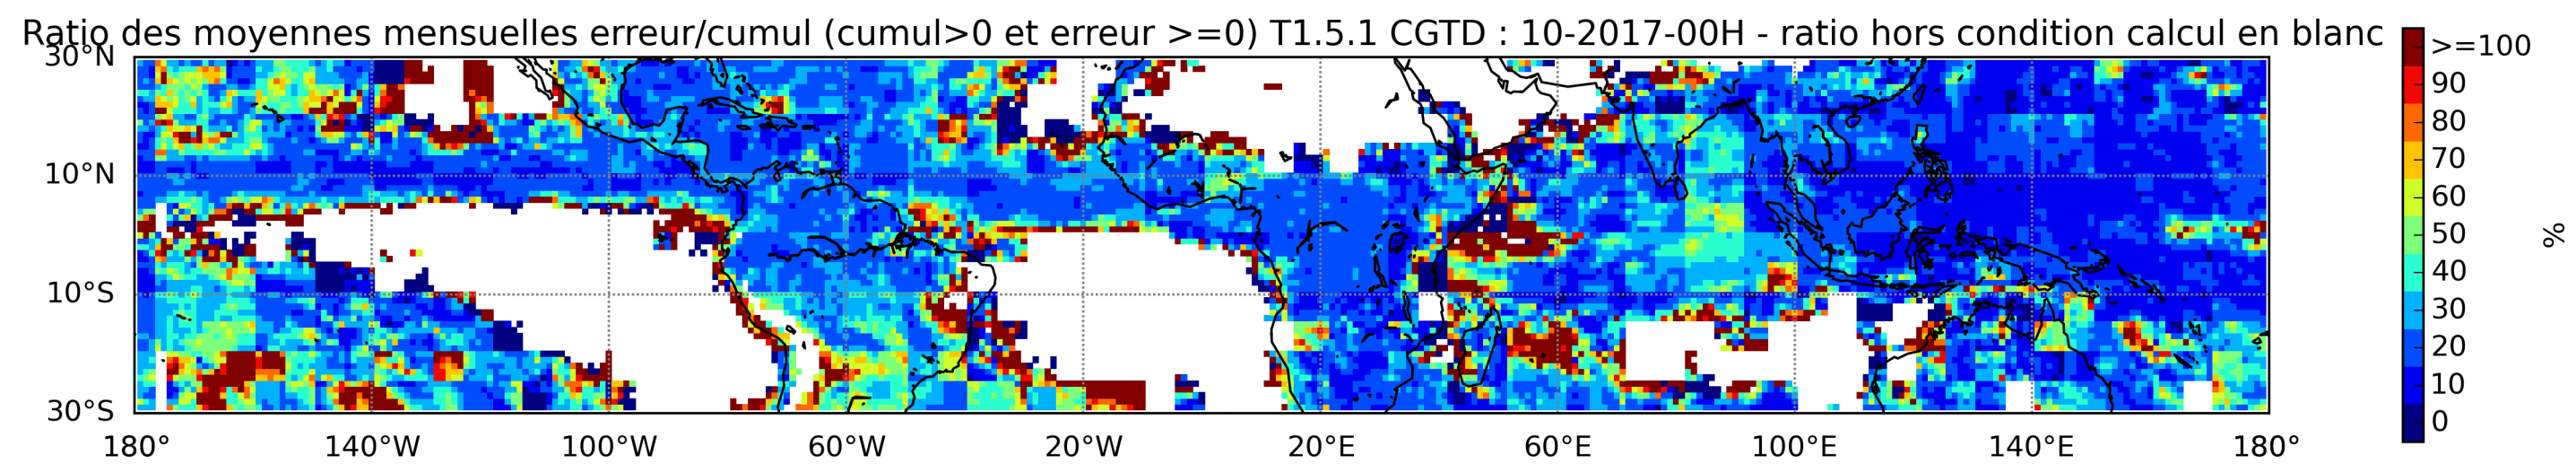 Ratio des moyennes mensuelles erreur/cumul (cumul>0 et erreur >=0) T1.5.1 CGTD : 10-2017-00H - ratio hors condition calcul en blanc
30°N
10°N
10°S
30°S
180°
140°W
100°W
60°W
20°W
20°E
60°E
100°E
140°E
180°
>=100
90
80
70
60
50
40
30
20
10
0
%